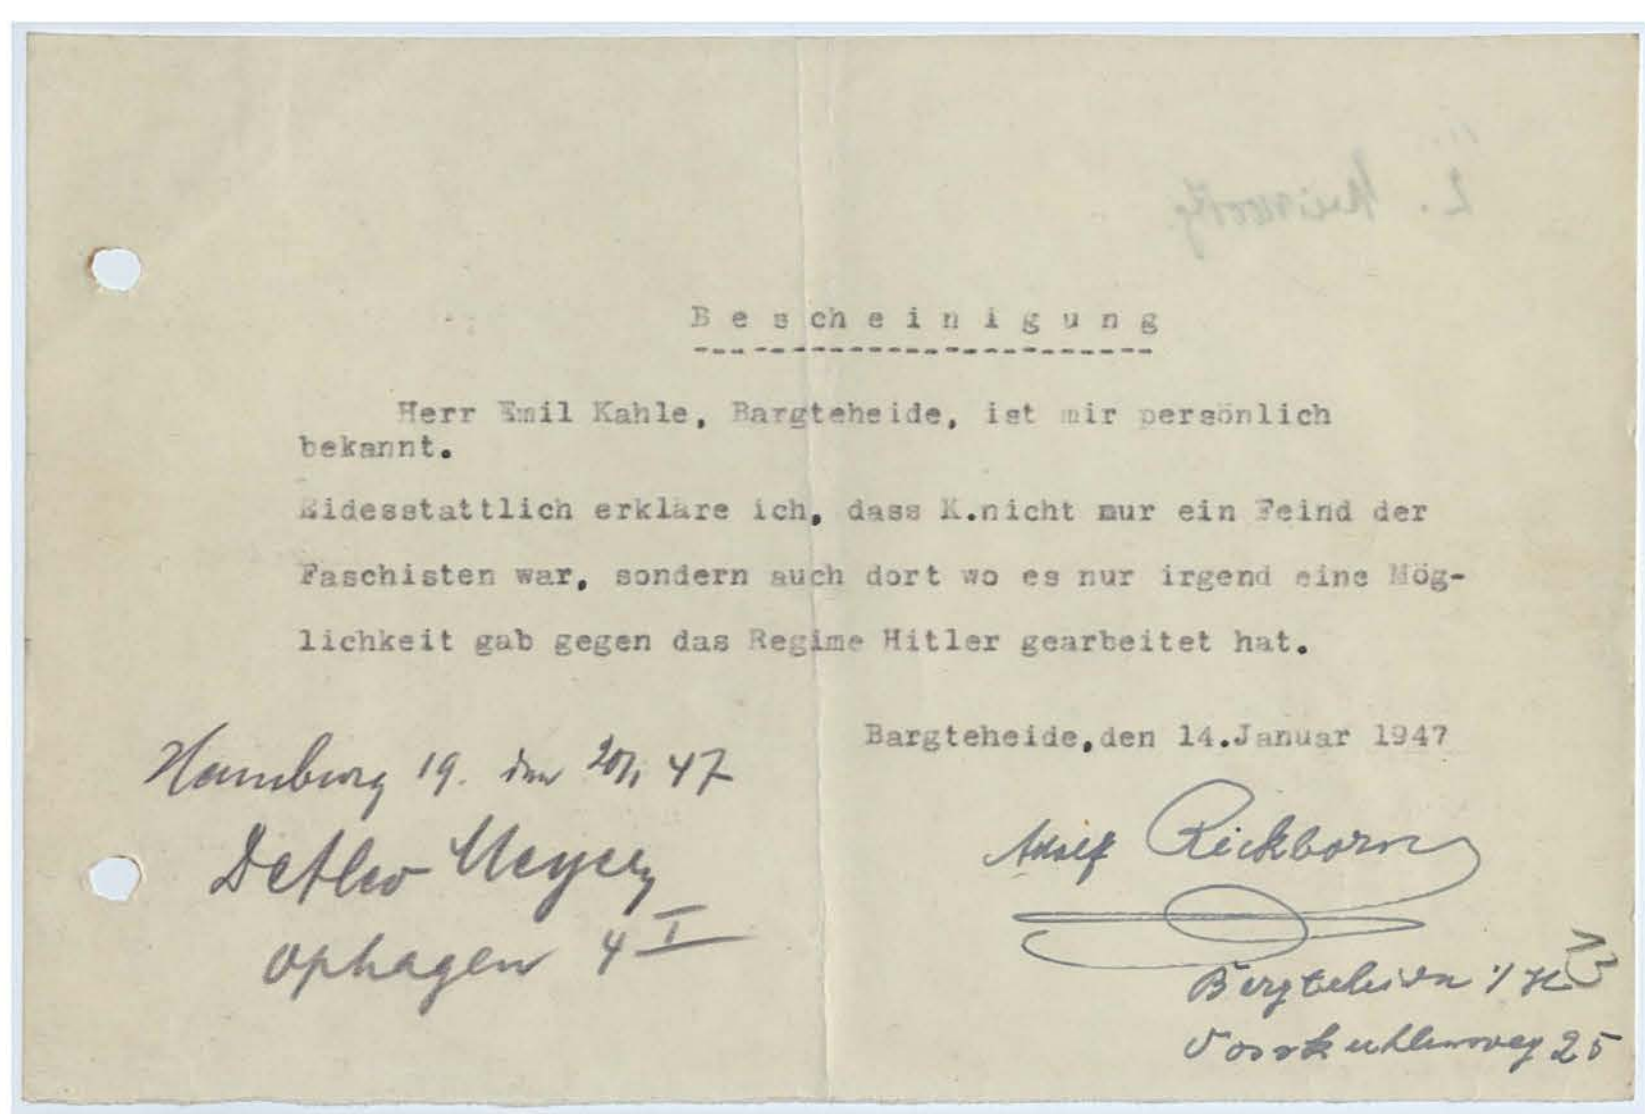 Bescheinigung
Herr Emil Kahle, Bargteheide, ist mir persönlich
bekannt.
Eidesstattlich erkläre ich, dass K.nicht nur ein Feind der
Faschisten war, sondern auch dort wo es nur irgend eine Mög-
lichkeit gab gegen das Regime Hitler gearbeitet hat.
Bargteheide,den 14.Januar 1947
Hamburg 19. den 20/1 47
Detlev Meyer
Ophagen 4 I
Adolf Rickborn
Bargteheide
25